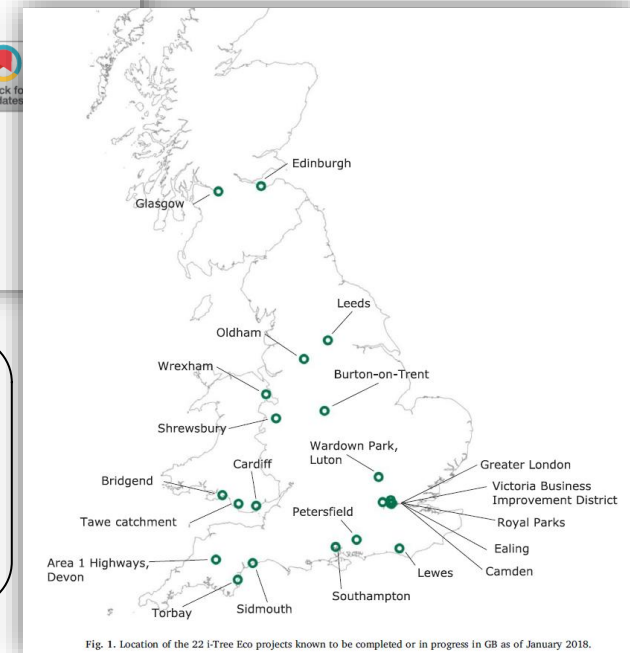 Edinburgh
Glasgow
Leeds
Oldham
Wrexham
Burton-on-Trent
Shrewsbury
Wardown Park,
Luton
Cardiff
Greater London
Bridgend
Victoria Business
Improvement District
Petersfield
Tawe catchment
Royal Parks
Ealing
Area 1 Highways,
Devon
Camden
Lewes
Southampton
Sidmouth
Torbay
Fig. 1. Location of the 22 i-Tree Eco projects known to be completed or in progress in GB as of January 2018.